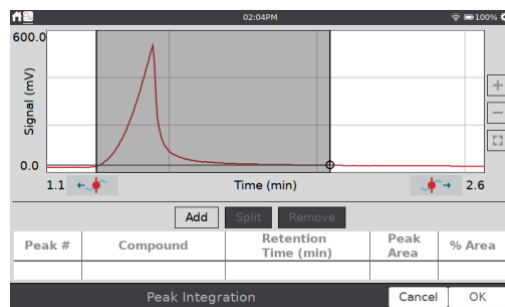 02:04PM
100%
600.0
Signal (mV)
0.0
1.1
Time (min)
2.6
Add
Split
Remove
Peak #
Compound
Retention
Time (min)
Peak
Area
% Area
Peak Integration
Cancel
OK